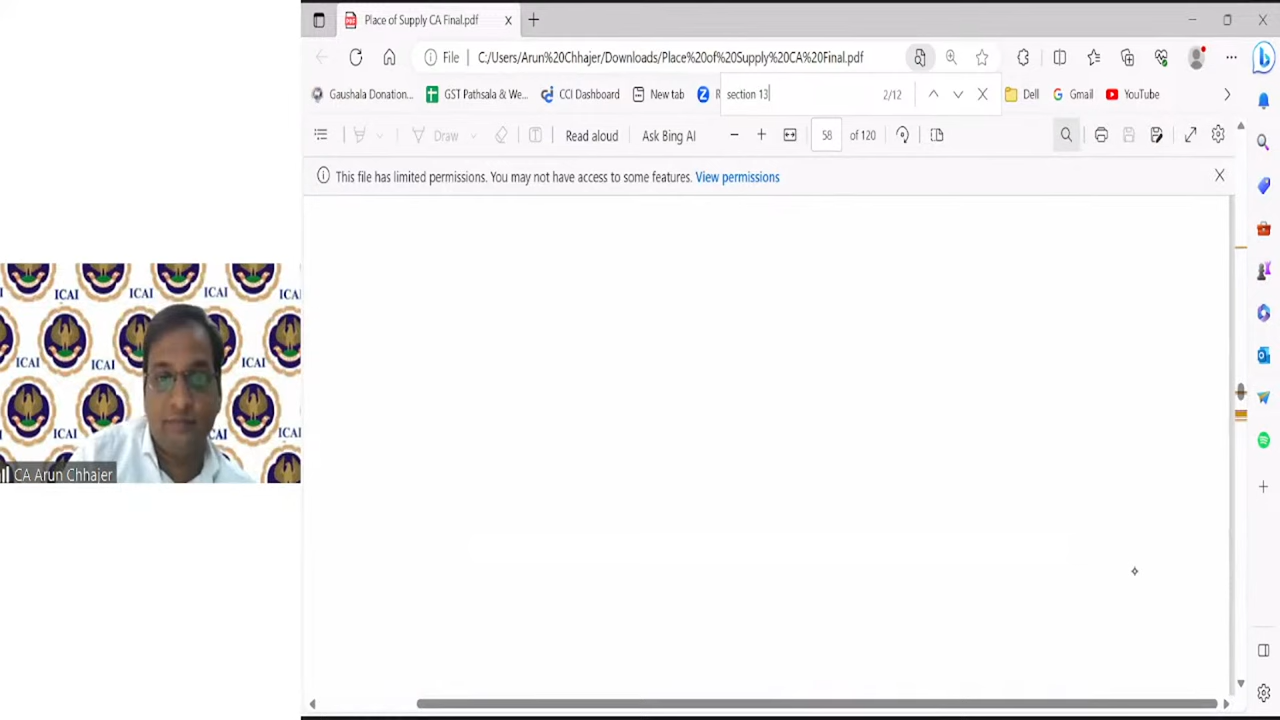 Place of Supply CA Final.pdf
File
C:/Users/Arun%20Chhajer/Downloads/Place%20of%20Supply%20CA%20Final.pdf
Gaushala Donation...
GST Pathsala & We...
CCI Dashboard
New tab
section 13
2/12
Dell
Gmail
YouTube
Draw
Read aloud
Ask Bing AI
58
of 120
This file has limited permissions. You may not have access to some features. View permissions
ICAI
ICAI
ICAI
ICAI
ICAI
ICAI
ICAI
ICAI
CA Arun Chhajer